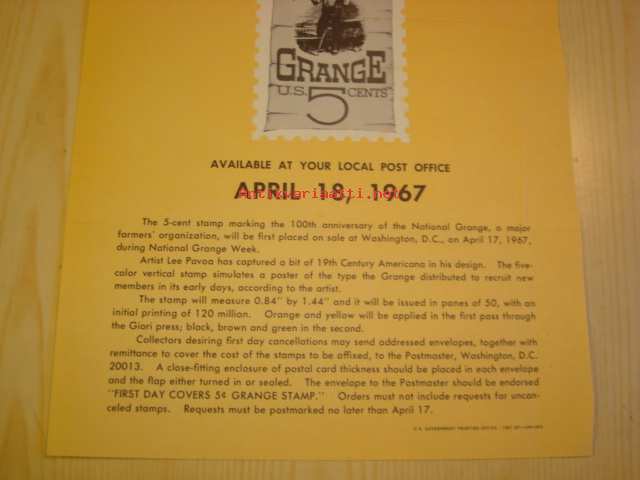 GRANGE
U.S. 5 CENTS
AVAILABLE AT YOUR LOCAL POST OFFICE
APRIL 18, 1967
antikvariaatti.net
The 5-cent stamp marking the 100th anniversary of the National Grange, a major
farmers' organization, will be first placed on sale at Washington, D.C., on April 17, 1967,
during National Grange Week.
Artist Lee Pavoa has captured a bit of 19th Century Americana in his design. The five-
color vertical stamp simulates a poster of the type the Grange distributed to recruit new
members in its early days, according to the artist.
The stamp will measure 0.84" by 1.44" and it will be issued in panes of 50, with an
initial printing of 120 million. Orange and yellow will be applied in the first pass through
the Giori press; black, brown and green in the second.
Collectors desiring first day cancellations may send addressed envelopes, together with
remittance to cover the cost of the stamps to be affixed, to the Postmaster, Washington, D.C.
20013. A close-fitting enclosure of postal card thickness should be placed in each envelope
and the flap either turned in or sealed. The envelope to the Postmaster should be endorsed
"FIRST DAY COVERS 5¢ GRANGE STAMP." Orders must not include requests for uncan-
celed stamps. Requests must be postmarked no later than April 17.
U.S. GOVERNMENT PRINTING OFFICE : 1967